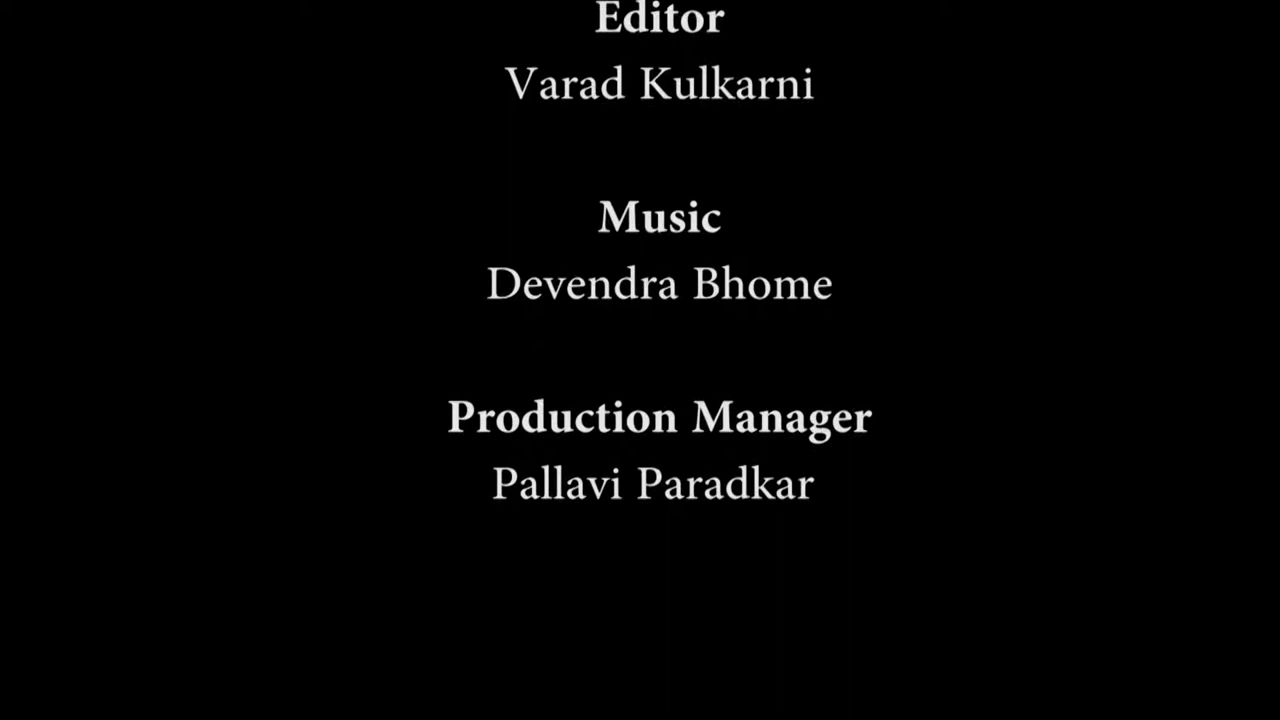 Editor
Varad Kulkarni
Music
Devendra Bhome
Production Manager
Pallavi Paradkar